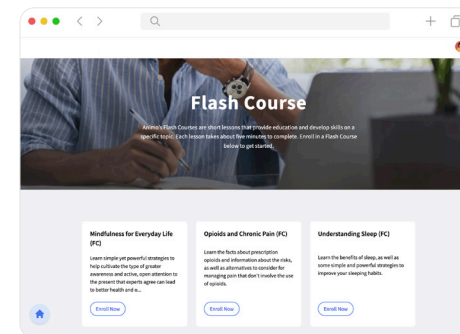 Flash Course
Animo's Flash Courses are short lessons that provide education and develop skills on a
specific topic. Each lesson takes about five minutes to complete. Enroll in a Flash Course
below to get started.
Mindfulness for Everyday Life
(FC)
Learn simple yet powerful strategies to
help cultivate the type of greater
awareness and active, open attention to
the present that experts agree can lead
to better health and e...
Enroll Now
Opioids and Chronic Pain (FC)
Learn the facts about prescription
opioids and information about the risks,
as well as alternatives to consider for
managing pain that don't involve the use
of opioids.
Enroll Now
Understanding Sleep (FC)
Learn the benefits of sleep, as well as
some simple and powerful strategies to
improve your sleeping habits.
Enroll Now